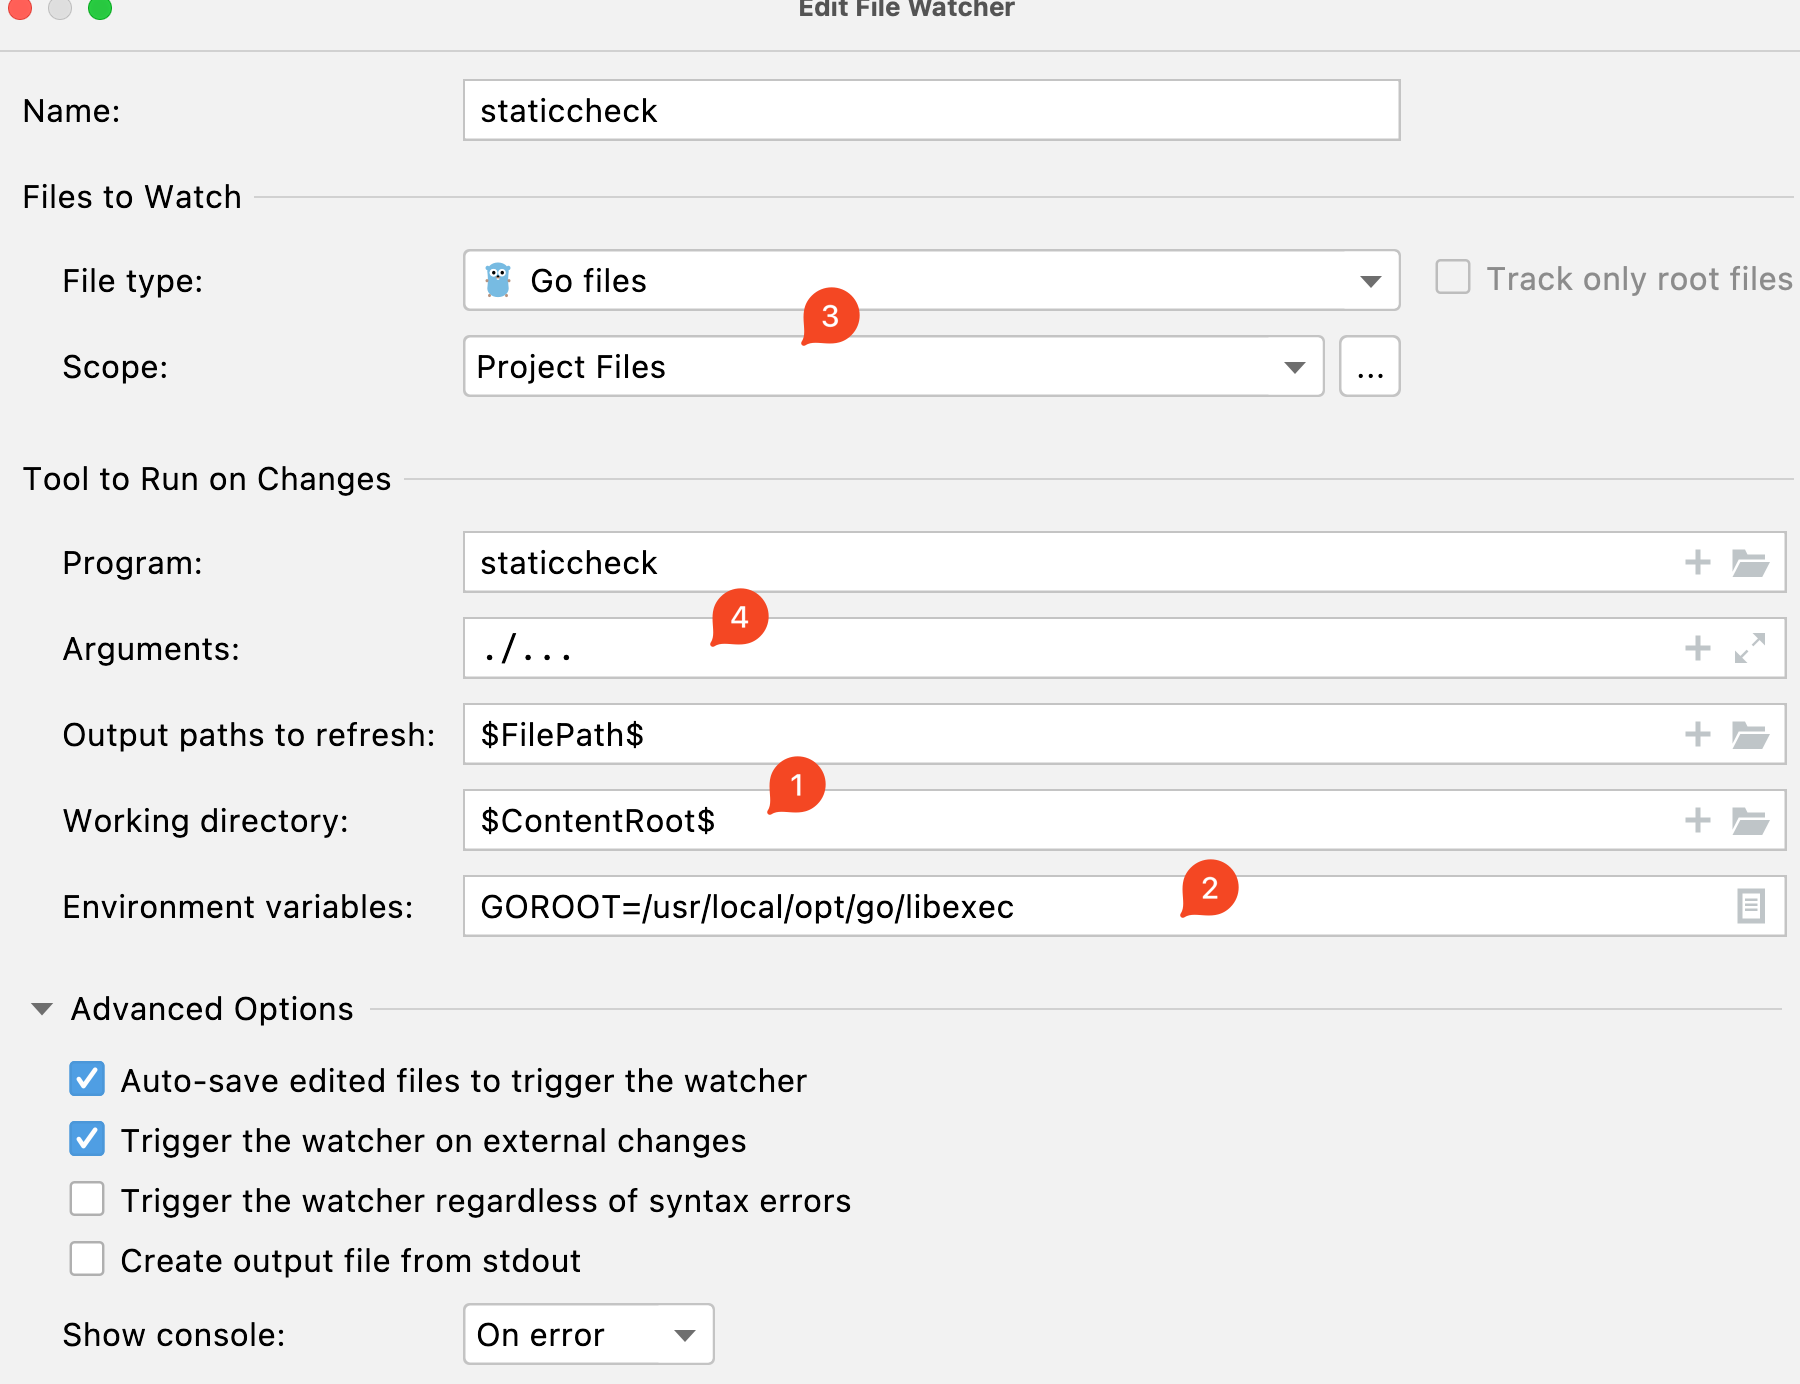 Edit File Watcher
Name: staticcheck
Files to Watch
File type: Go files Track only root files
3
Scope: Project Files ...
Tool to Run on Changes
Program: staticcheck
4
Arguments: ./...
Output paths to refresh: $FilePath$
1
Working directory: $ContentRoot$
2
Environment variables: GOROOT=/usr/local/opt/go/libexec
Advanced Options
Auto-save edited files to trigger the watcher
Trigger the watcher on external changes
Trigger the watcher regardless of syntax errors
Create output file from stdout
Show console: On error